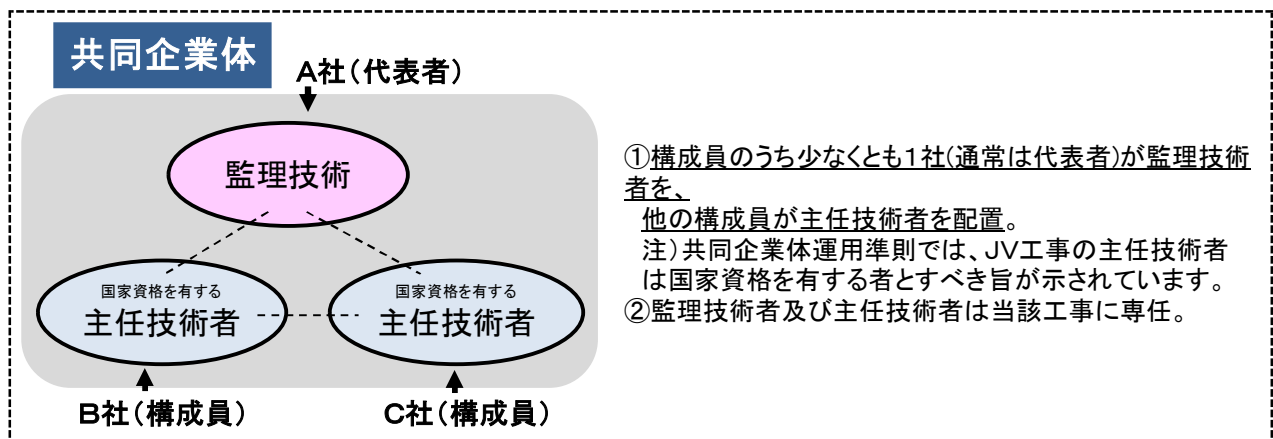 共同企業体
A社(代表者)
監理技術
国家資格を有する
主任技術者
国家資格を有する
主任技術者
B社(構成員)
C社(構成員)
①構成員のうち少なくとも1社(通常は代表者)が監理技術
者を、
他の構成員が主任技術者を配置。
注)共同企業体運用準則では、JV工事の主任技術者
は国家資格を有する者とすべき旨が示されています。
②監理技術者及び主任技術者は当該工事に専任。